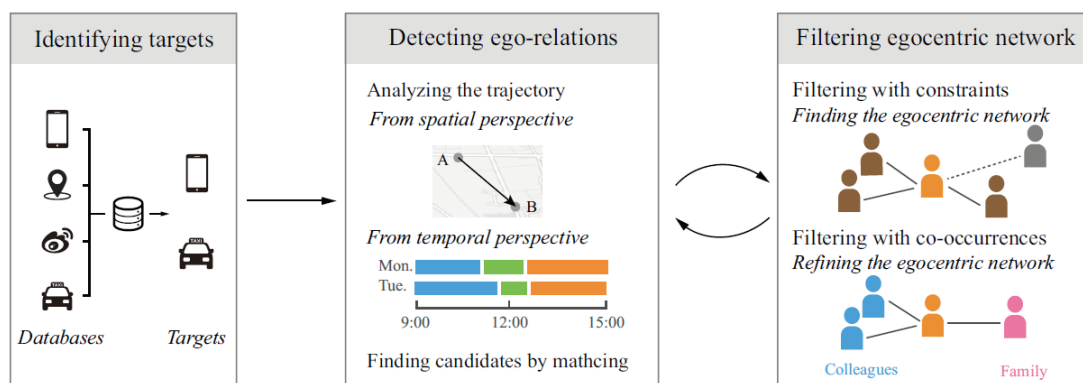 Identifying targets
Databases
Targets
TAXI
TAXI
Detecting ego-relations
Analyzing the trajectory
From spatial perspective
A
B
From temporal perspective
Mon.
Tue.
9:00 12:00 15:00
Finding candidates by mathcing
Filtering egocentric network
Filtering with constraints
Finding the egocentric network
Filtering with co-occurrences
Refining the egocentric network
Colleagues
Family